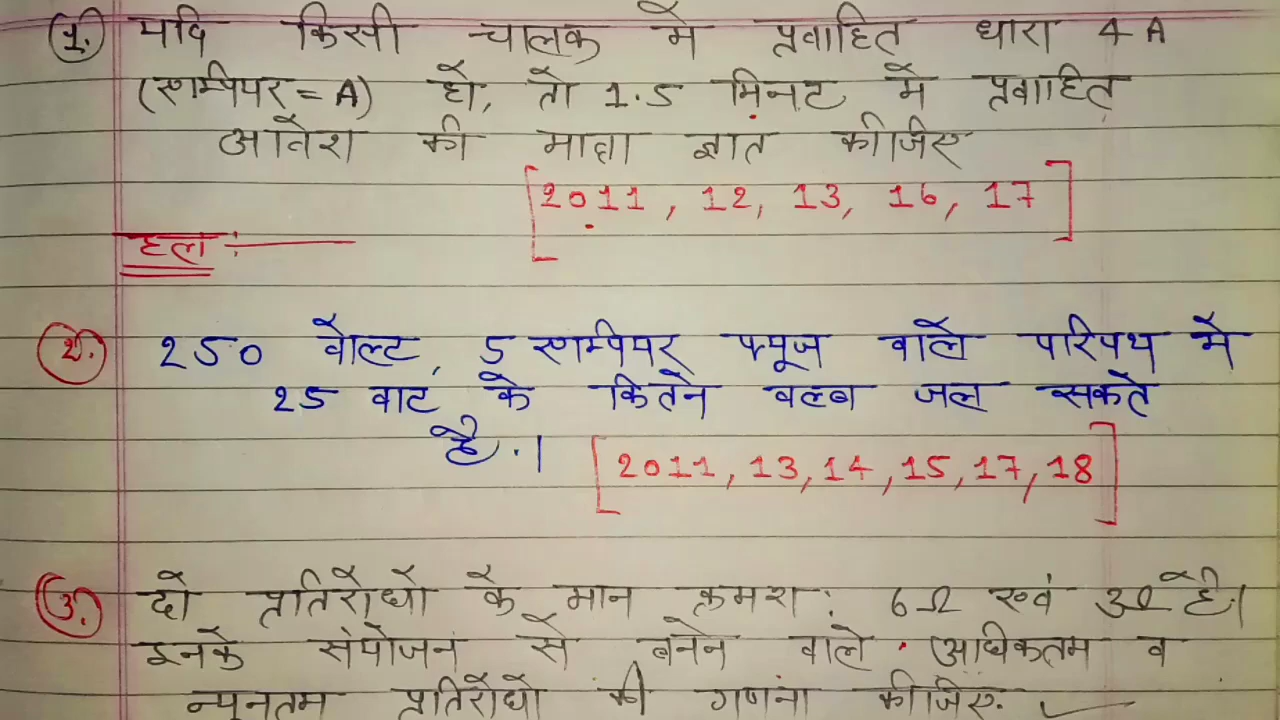 1. यदि किसी चालक मे प्रवाहित धारा 4 A
(एम्पियर = A) हो, तो 1.5 मिनट मे प्रवाहित
आवेश की मात्रा ज्ञात कीजिए
[2011, 12, 13, 16, 17]
हल :-
2. 250 वोल्ट, 5 एम्पियर फ्यूज वाले परिपथ मे
25 वाट के कितने बल्ब जल सकते
है.।
[2011, 13, 14, 15, 17, 18]
3. दो प्रतिरोधो के मान क्रमश: 6Ω एवं 3Ω है।
इनके संयोजन से बनेन वाले अधिकतम व
न्यूनतम प्रतिरोधो की गणना कीजिए.